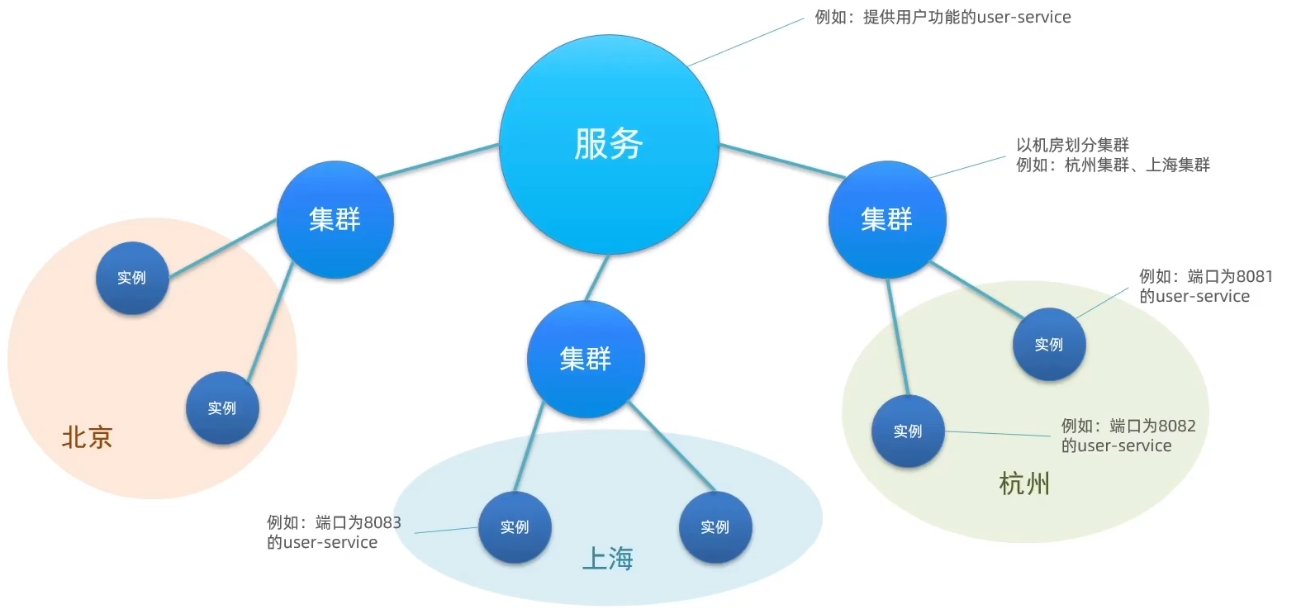 例如：提供用户功能的user-service
服务
以机房划分集群
例如：杭州集群、上海集群
集群
集群
实例
例如：端口为8081
的user-service
实例
集群
实例
实例
北京
实例
例如：端口为8082
的user-service
杭州
例如：端口为8083
的user-service
实例
实例
上海